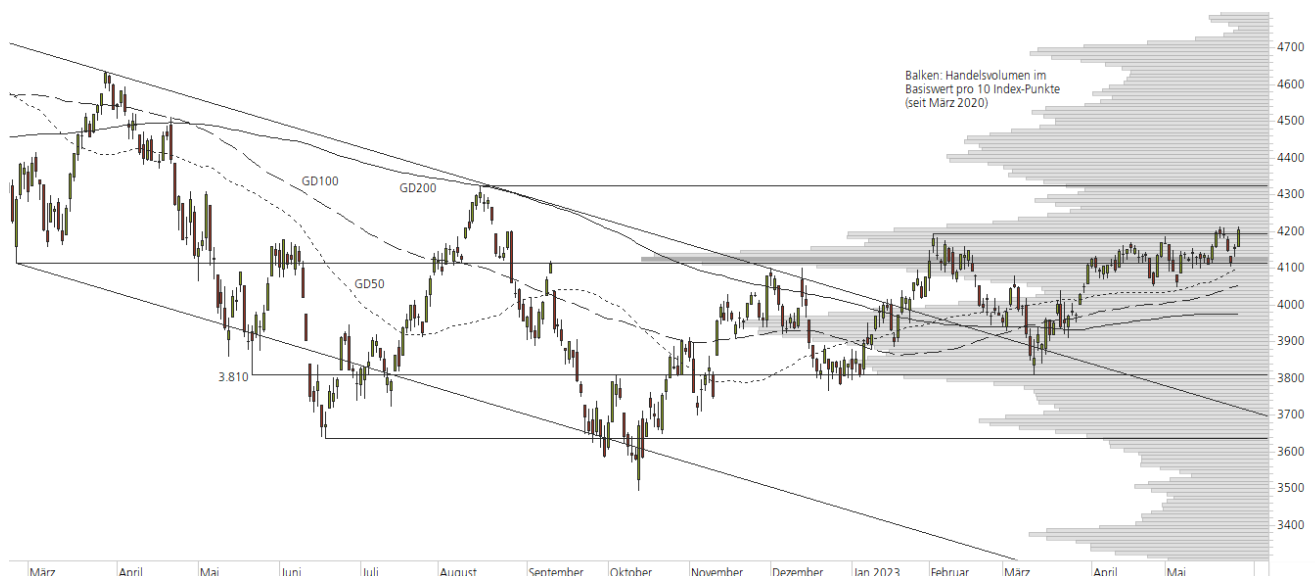 4700
Balken: Handelsvolumen im
Basiswert pro 10 Index-Punkte
(seit März 2020)
4600
4500
4400
GD100
GD200
4300
4200
4100
GD50
4000
3900
3.810
3800
3700
3600
3500
3400
März April Mai Juni Juli August September Oktober November Dezember Jan 2023 Februar März April Mai